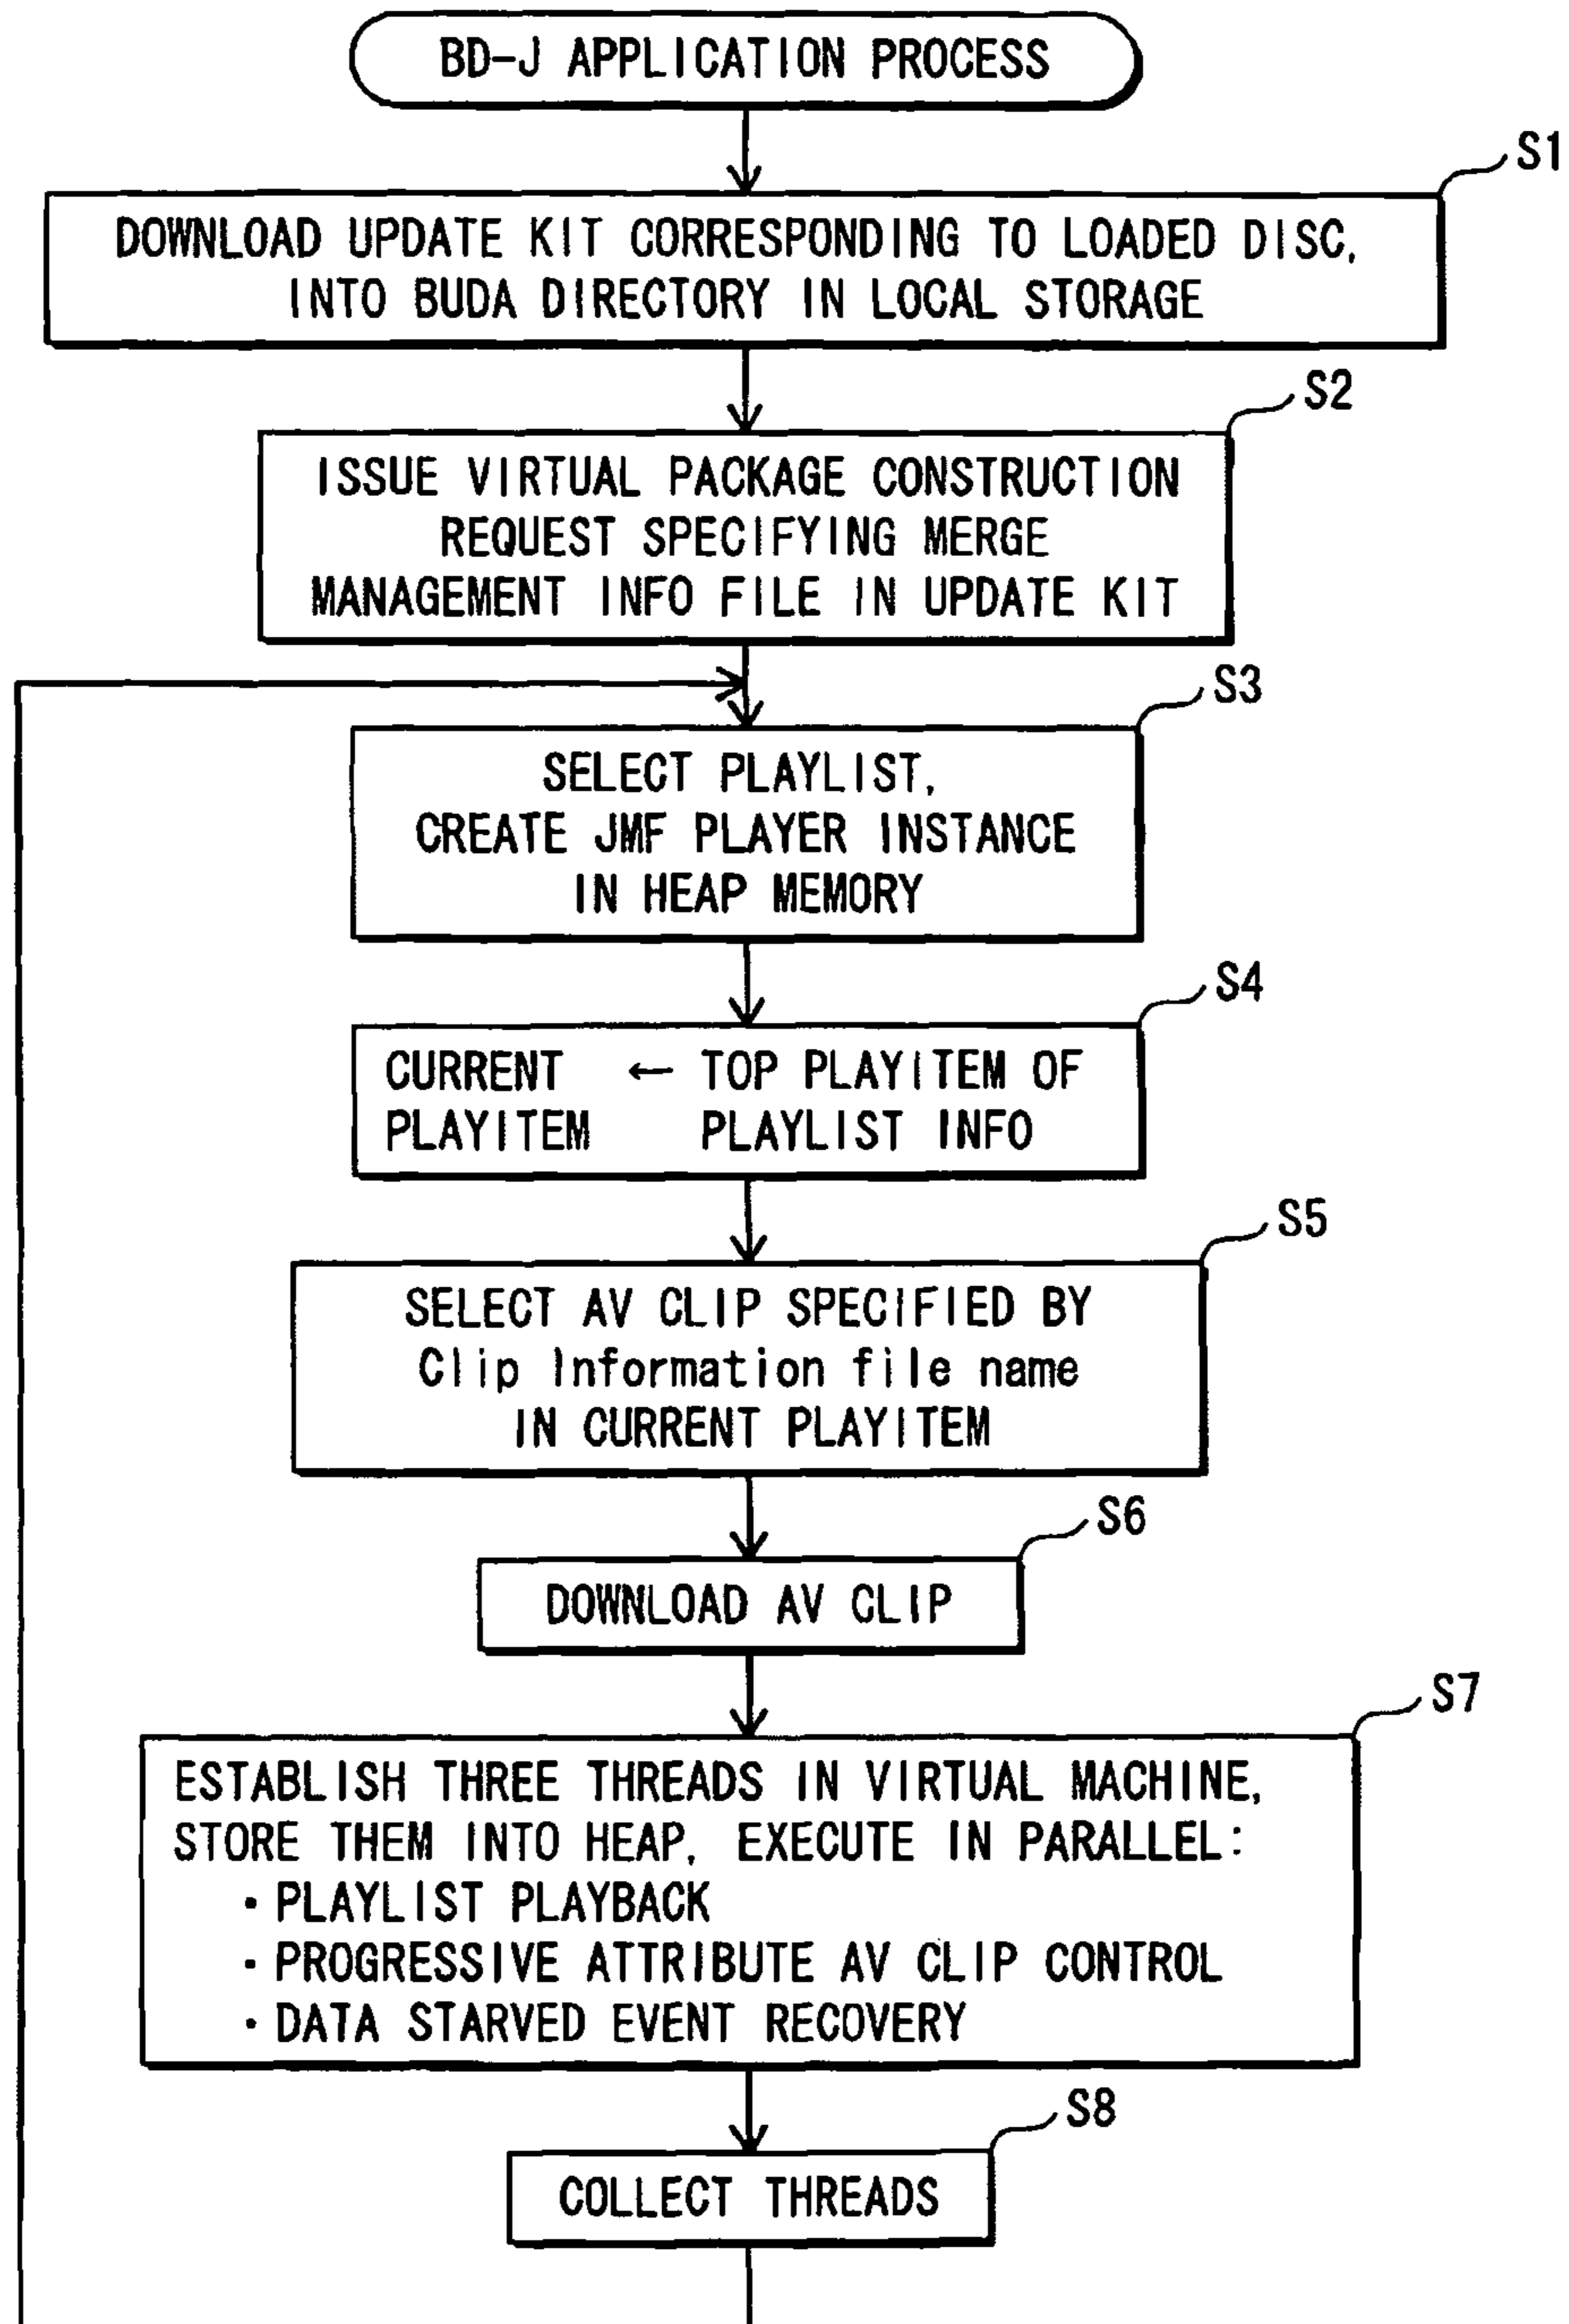 BD-J APPLICATION PROCESS
S1
DOWNLOAD UPDATE KIT CORRESPONDING TO LOADED DISC,
INTO BUDA DIRECTORY IN LOCAL STORAGE
S2
ISSUE VIRTUAL PACKAGE CONSTRUCTION
REQUEST SPECIFYING MERGE
MANAGEMENT INFO FILE IN UPDATE KIT
S3
SELECT PLAYLIST,
CREATE JMF PLAYER INSTANCE
IN HEAP MEMORY
S4
CURRENT ← TOP PLAYITEM OF
PLAYITEM PLAYLIST INFO
S5
SELECT AV CLIP SPECIFIED BY
Clip Information file name
IN CURRENT PLAYITEM
S6
DOWNLOAD AV CLIP
S7
ESTABLISH THREE THREADS IN VIRTUAL MACHINE,
STORE THEM INTO HEAP, EXECUTE IN PARALLEL:
・PLAYLIST PLAYBACK
・PROGRESSIVE ATTRIBUTE AV CLIP CONTROL
・DATA STARVED EVENT RECOVERY
S8
COLLECT THREADS